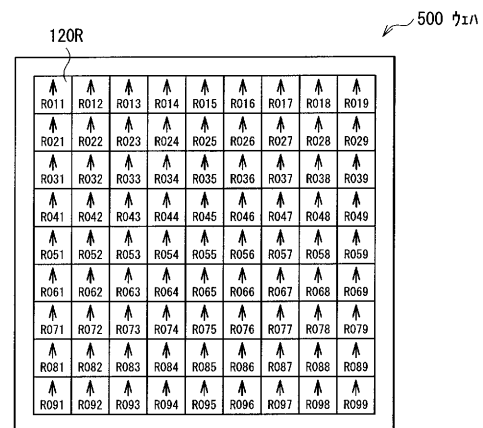 500 ウェハ
120R
R011 R012 R013 R014 R015 R016 R017 R018 R019
R021 R022 R023 R024 R025 R026 R027 R028 R029
R031 R032 R033 R034 R035 R036 R037 R038 R039
R041 R042 R043 R044 R045 R046 R047 R048 R049
R051 R052 R053 R054 R055 R056 R057 R058 R059
R061 R062 R063 R064 R065 R066 R067 R068 R069
R071 R072 R073 R074 R075 R076 R077 R078 R079
R081 R082 R083 R084 R085 R086 R087 R088 R089
R091 R092 R093 R094 R095 R096 R097 R098 R099